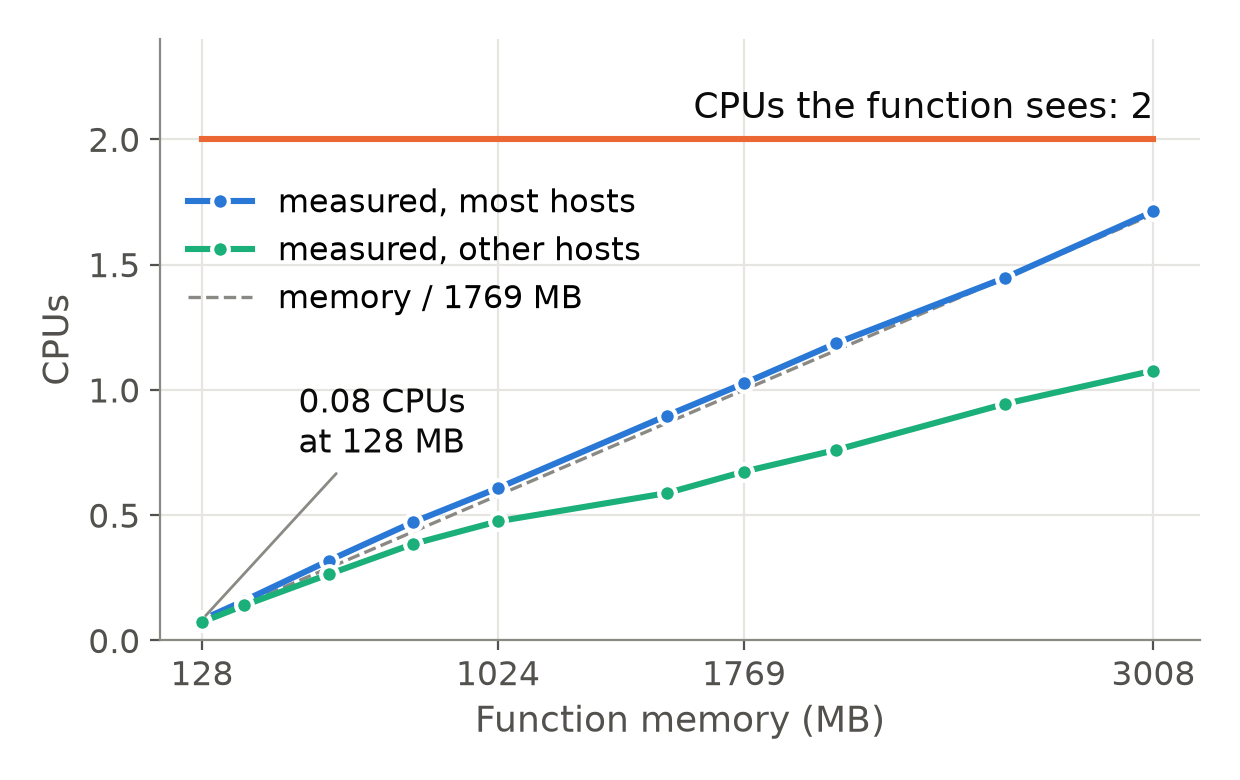 CPUs the function sees: 2
2.0
measured, most hosts
measured, other hosts
1.5
memory / 1769 MB
CPUs
0.08 CPUs
at 128 MB
1.0
0.5
0.0
128 1024 1769 3008
Function memory (MB)